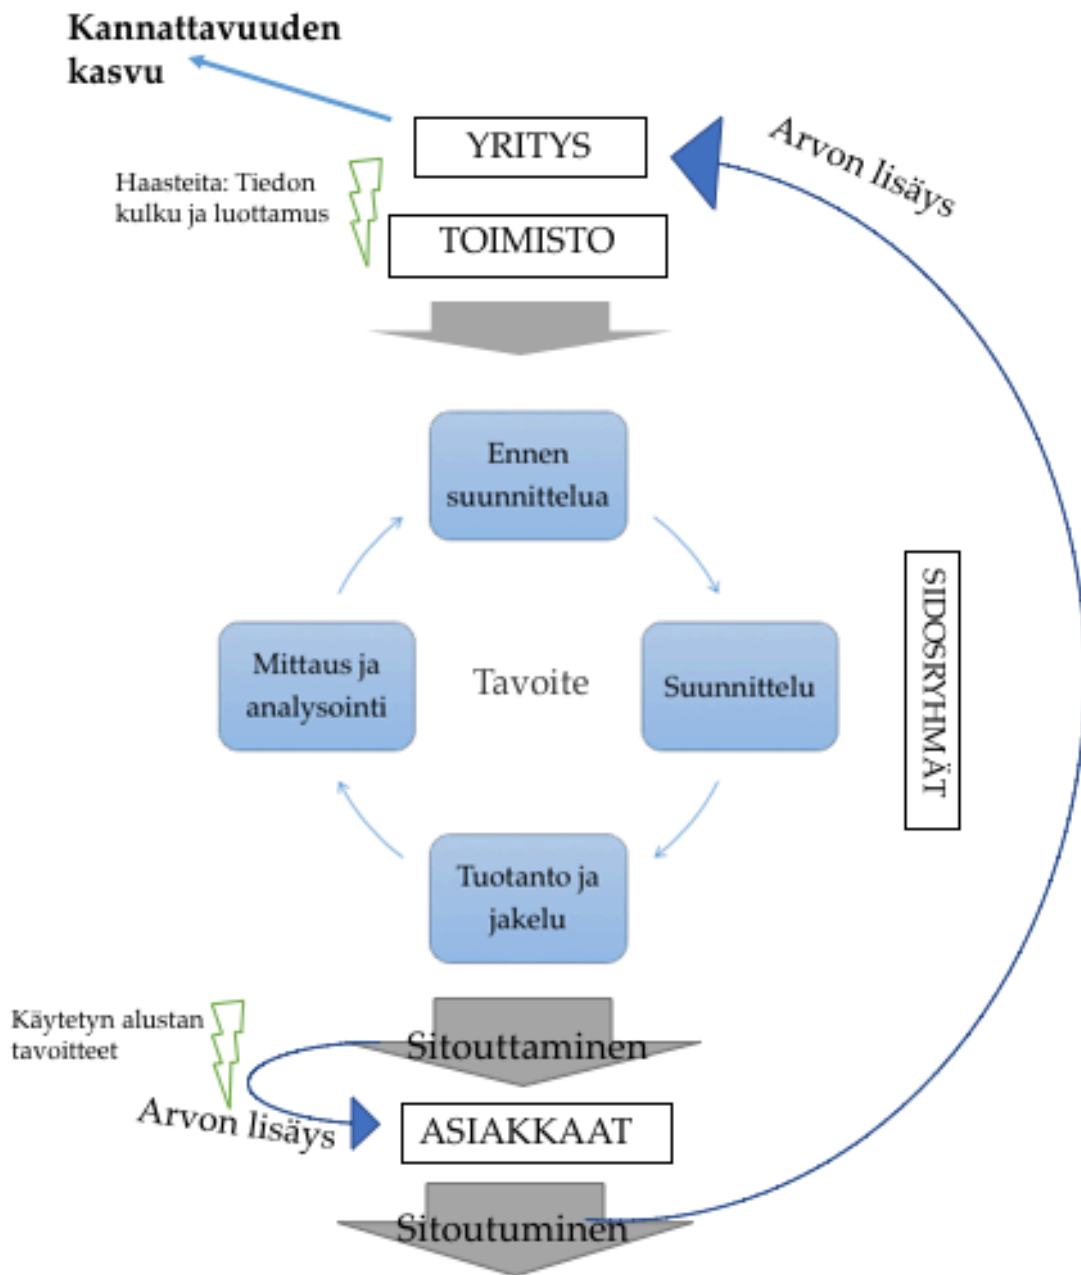 Kannattavuuden
kasvu
YRITYS
Arvon lisäys
Haasteita: Tiedon
kulku ja luottamus
TOIMISTO
Ennen
suunnittelua
Mittaus ja
analysointi
Tavoite
Suunnittelu
SIDOSRYHMÄT
Tuotanto ja
jakelu
Käytetyn alustan
tavoitteet
Sitouttaminen
Arvon lisäys
ASIAKKAAT
Sitoutuminen